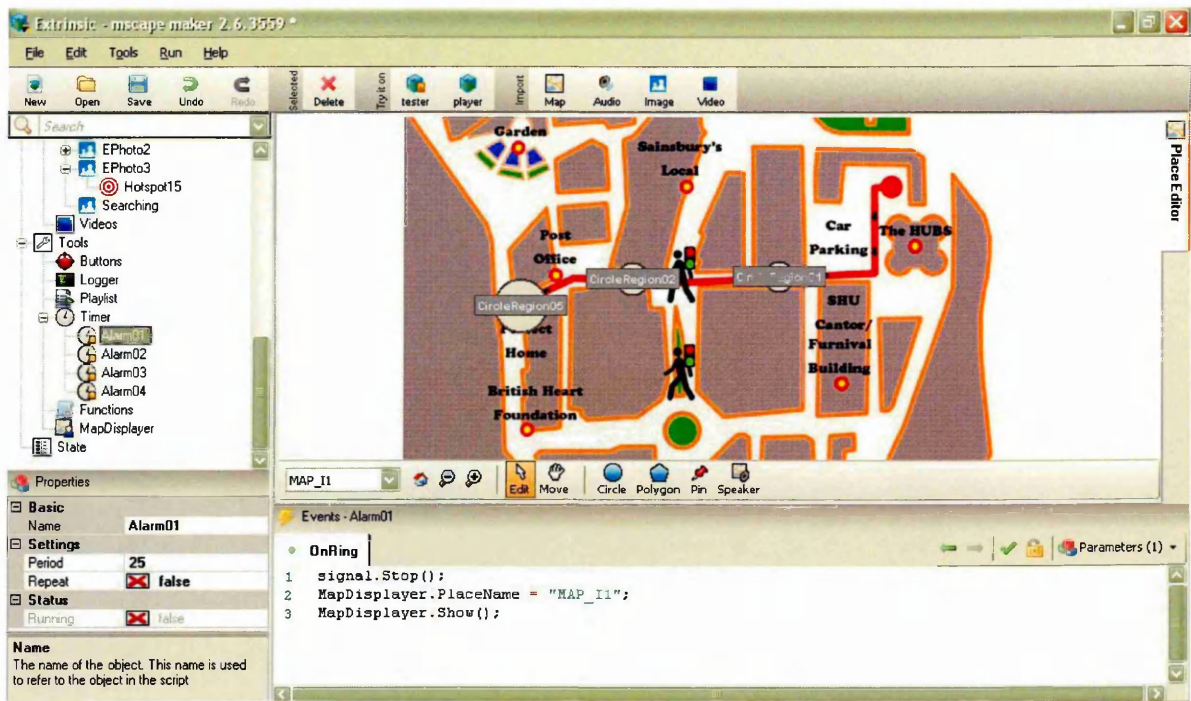 Extrinsic - mscape maker 2.6.3559 *
File Edit Tools Run Help
New Open Save Undo Redo Selected Delete Try it on tester player Import Map Audio Image Video
Search
EPhoto2
EPhoto3
Hotspot15
Searching
Videos
Tools
Buttons
Logger
Playlist
Timer
Alarm01
Alarm02
Alarm03
Alarm04
Functions
MapDisplayer
State
Garden
Sainsbury's
Local
Car
Parking
The HUBS
Post
Office
CircleRegion02
CircleRegion05
Home
SHU
Cantor/
Furnival
Building
British Heart
Foundation
Place Editor
MAP_I1
Edit Move Circle Polygon Pin Speaker
Properties
Basic
Name Alarm01
Settings
Period 25
Repeat false
Status
Running false
Name
The name of the object. This name is used
to refer to the object in the script
Events - Alarm01
OnRing
Parameters (1)
1 signal.Stop();
2 MapDisplayer.PlaceName = "MAP_I1";
3 MapDisplayer.Show();